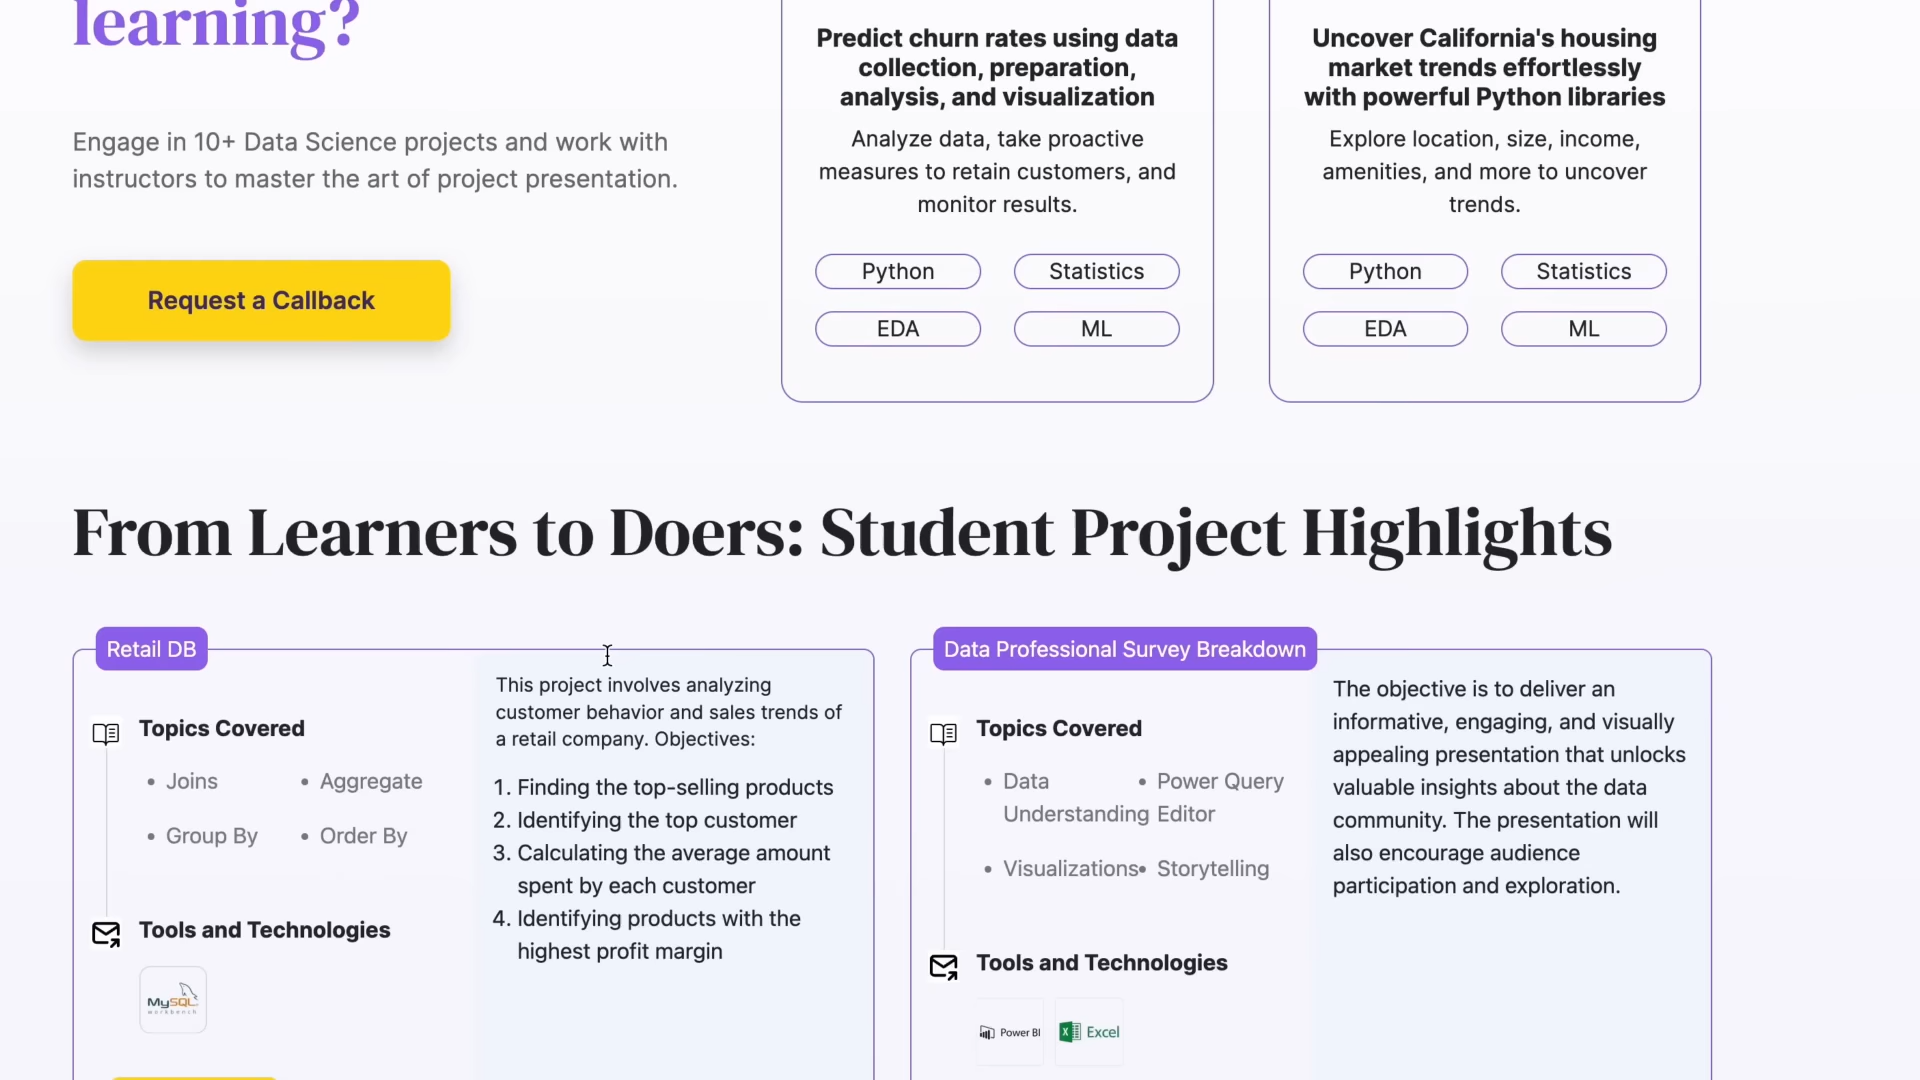 learning?
Engage in 10+ Data Science projects and work with
instructors to master the art of project presentation.
Request a Callback
Predict churn rates using data
collection, preparation,
analysis, and visualization
Analyze data, take proactive
measures to retain customers, and
monitor results.
Python
Statistics
EDA
ML
Uncover California's housing
market trends effortlessly
with powerful Python libraries
Explore location, size, income,
amenities, and more to uncover
trends.
Python
Statistics
EDA
ML
From Learners to Doers: Student Project Highlights
Retail DB
Topics Covered
• Joins
• Aggregate
• Group By
• Order By
Tools and Technologies
MySQL
workbench
This project involves analyzing
customer behavior and sales trends of
a retail company. Objectives:
1. Finding the top-selling products
2. Identifying the top customer
3. Calculating the average amount
spent by each customer
4. Identifying products with the
highest profit margin
Data Professional Survey Breakdown
Topics Covered
• Data
Understanding
• Power Query
Editor
• Visualizations
• Storytelling
Tools and Technologies
Power BI
Excel
The objective is to deliver an
informative, engaging, and visually
appealing presentation that unlocks
valuable insights about the data
community. The presentation will
also encourage audience
participation and exploration.